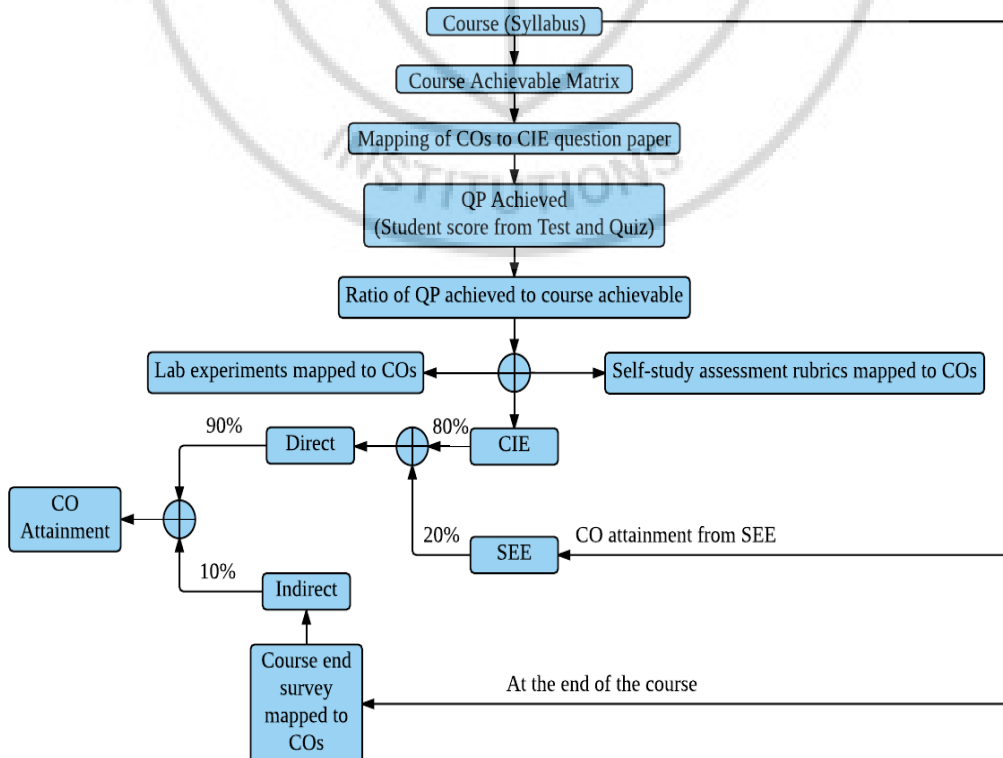 Course (Syllabus)
Course Achievable Matrix
Mapping of COs to CIE question paper
INSTITUTIONS
QP Achieved
(Student score from Test and Quiz)
Ratio of QP achieved to course achievable
Lab experiments mapped to COs
Self-study assessment rubrics mapped to COs
90%
Direct
80%
CIE
CO
Attainment
20%
SEE
CO attainment from SEE
10%
Indirect
Course end
survey
mapped to
COs
At the end of the course